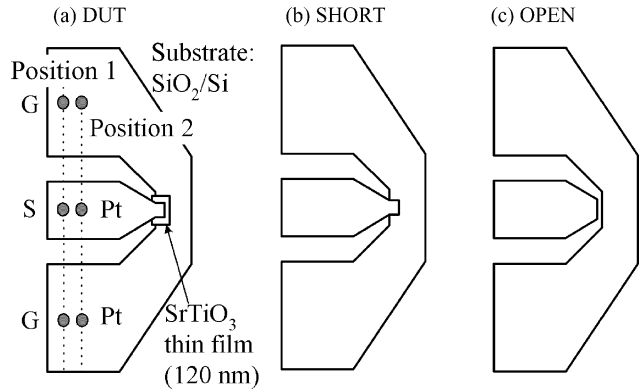 (a) DUT
(b) SHORT
(c) OPEN
Substrate:
SiO2/Si
Position 1
G
Position 2
S
Pt
G
Pt
SrTiO3
thin film
(120 nm)